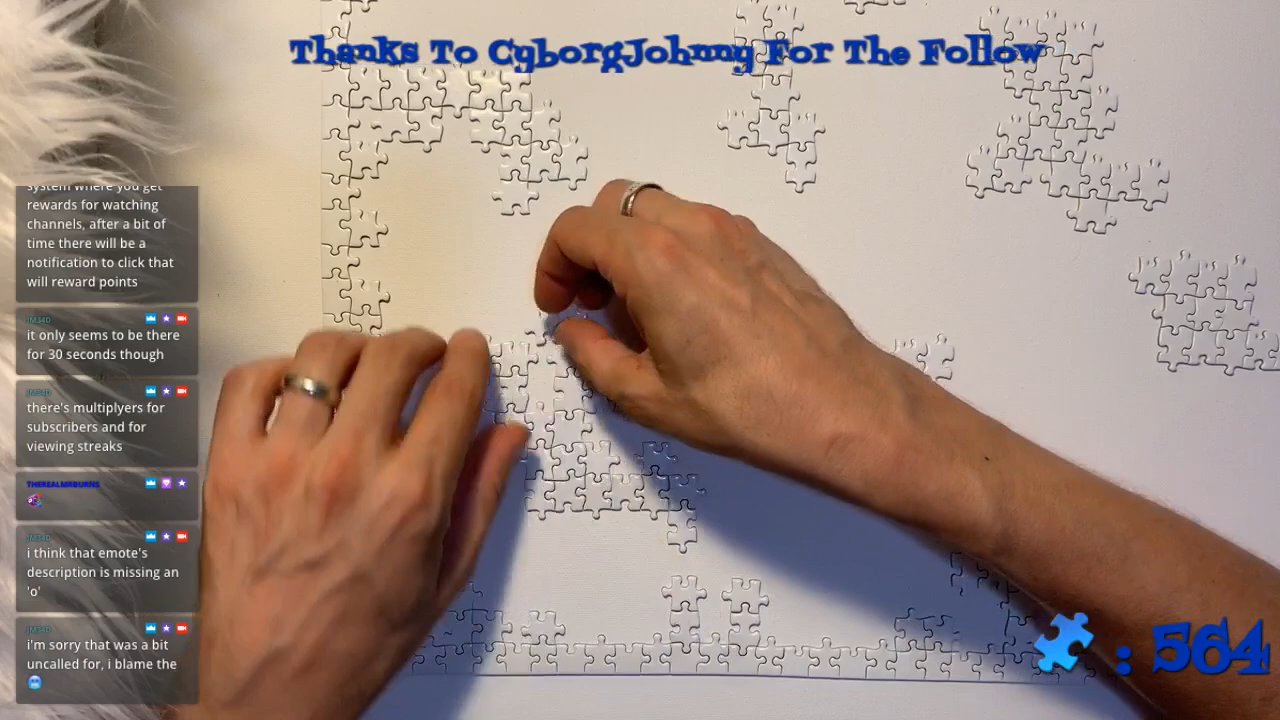 Thanks To CyborgJohnny For The Follow
system where you get
rewards for watching
channels, after a bit of
time there will be a
notification to click that
will reward points
it only seems to be there
for 30 seconds though
there's multiplyers for
subscribers and for
viewing streaks
THEREALMRBURNS
i think that emote's
description is missing an
'o'
i'm sorry that was a bit
uncalled for, i blame the
: 564